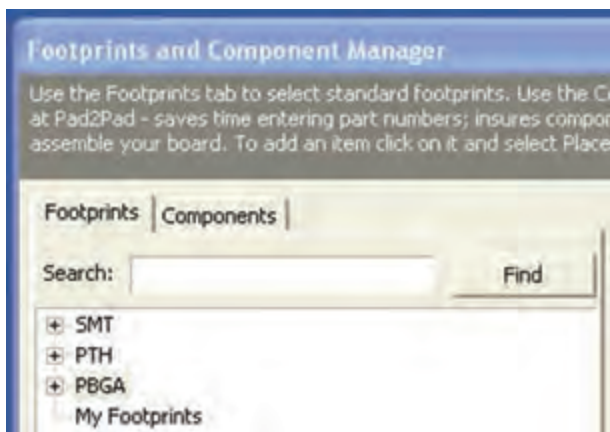 Footprints and Component Manager
Use the Footprints tab to select standard footprints. Use the
at Pad2Pad - saves time entering part numbers; insures
assemble your board. To add an item click on it and select Place
Footprints Components
Search: Find
SMT
PTH
PBGA
My Footprints